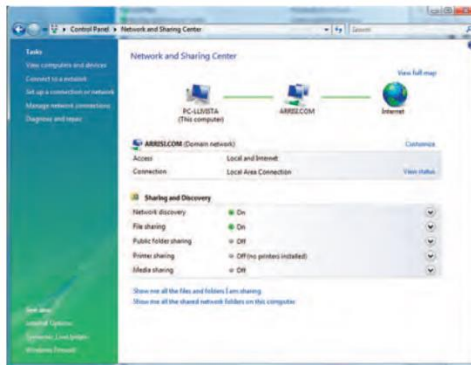 Control Panel ▸ Network and Sharing Center
Search
Tasks
View computers and devices
Connect to a network
Set up a connection or network
Manage network connections
Diagnose and repair
Network and Sharing Center
View full map
PC-LLVISTA
(This computer)
ARRISI.COM
Internet
ARRISI.COM (Domain network)
Customize
Access
Local and Internet
Connection
Local Area Connection
View status
Sharing and Discovery
Network discovery
On
File sharing
On
Public folder sharing
Off
Printer sharing
Off (no printers installed)
Media sharing
Off
Show me all the files and folders I am sharing
Show me all the shared network folders on this computer
See also
Internet Options
Windows Firewall